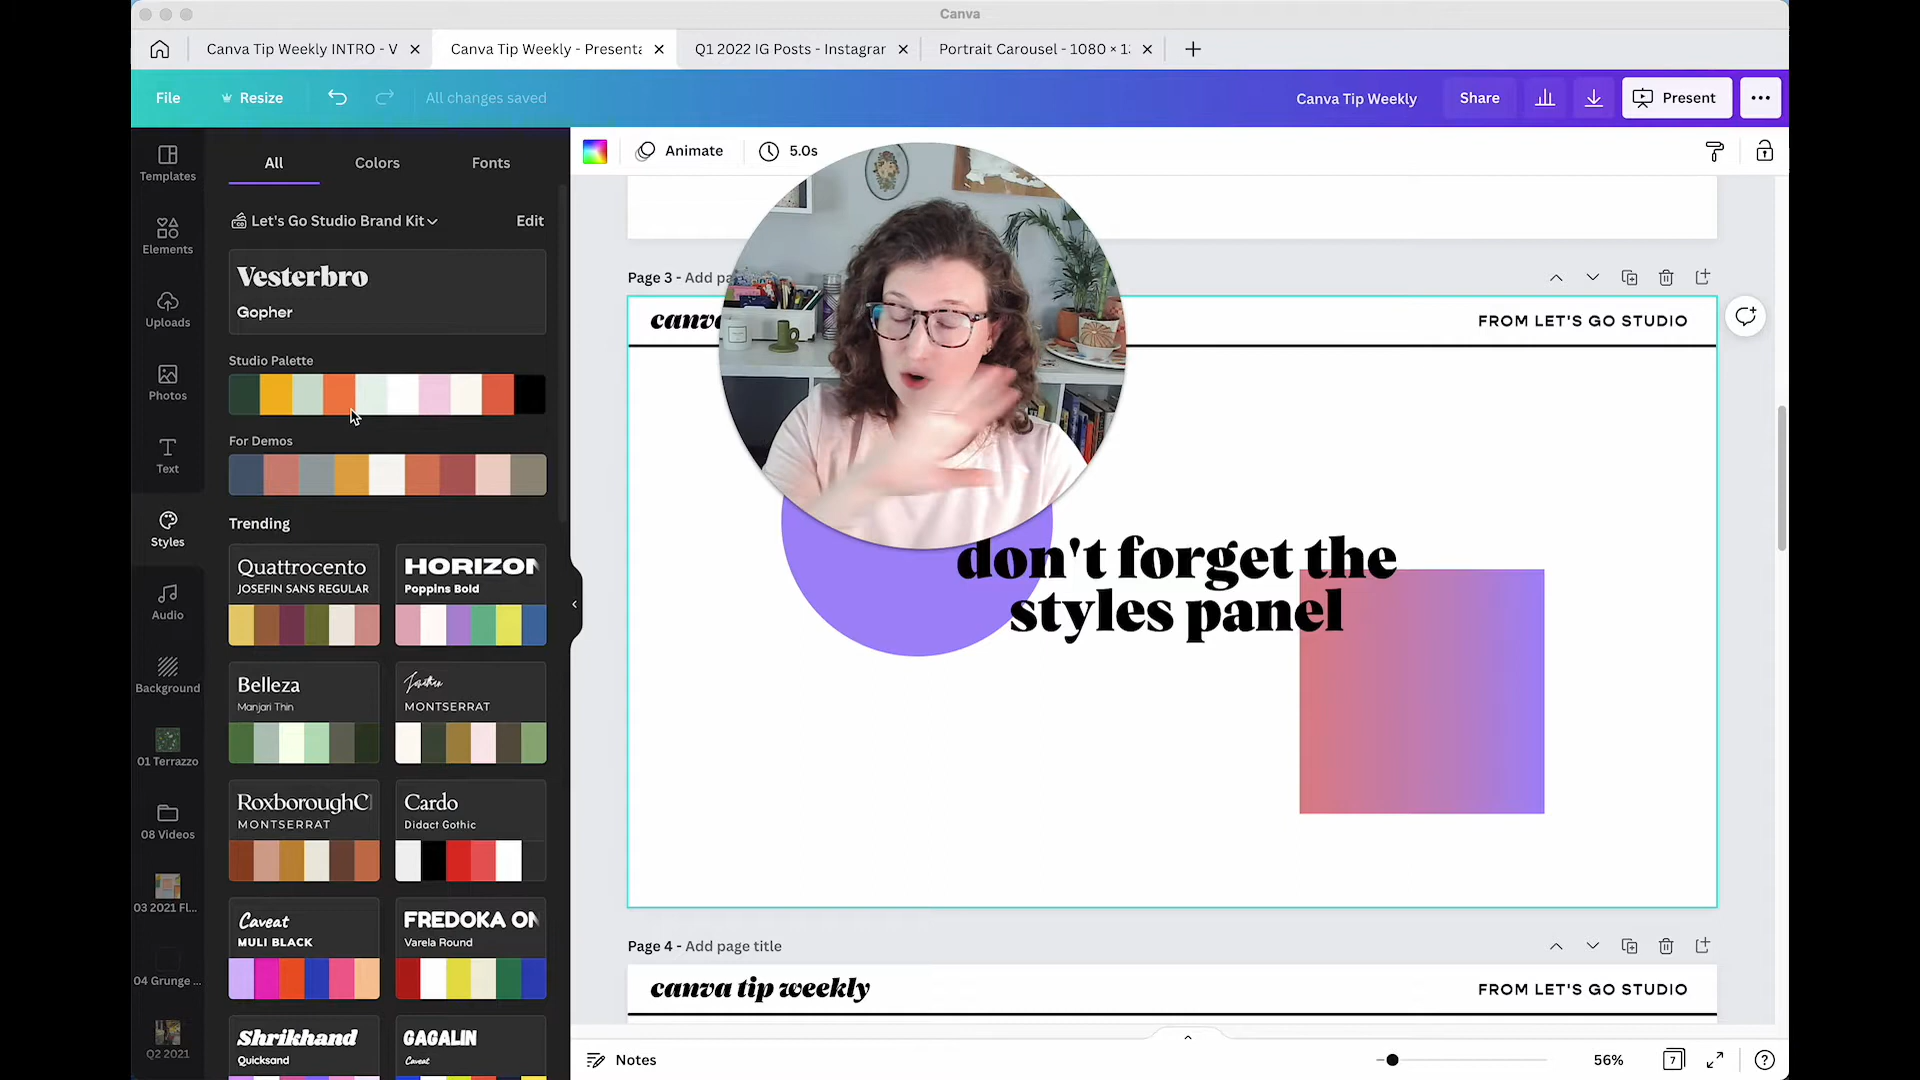 Canva
Canva Tip Weekly INTRO - V
Canva Tip Weekly - Presenta
Q1 2022 IG Posts - Instagrar
Portrait Carousel - 1080 × 1
File
Resize
All changes saved
Canva Tip Weekly
Share
Present
Animate
5.0s
Templates
Elements
Uploads
Photos
Text
Styles
Audio
Background
01 Terrazzo
08 Videos
03 2021 Fl...
04 Grunge ...
Q2 2021
All
Colors
Fonts
Let's Go Studio Brand Kit
Edit
Vesterbro
Gopher
Studio Palette
For Demos
Trending
Quattrocento
JOSEFIN SANS REGULAR
HORIZON
Poppins Bold
Belleza
Manjari Thin
MONTSERRAT
RoxboroughC
MONTSERRAT
Cardo
Didact Gothic
Caveat
MULI BLACK
FREDOKA ON
Varela Round
Shrikhand
Quicksand
GAGALIN
Caveat
Page 3 - Add pa
canva
FROM LET'S GO STUDIO
don't forget the
styles panel
Page 4 - Add page title
canva tip weekly
FROM LET'S GO STUDIO
Notes
56%
7